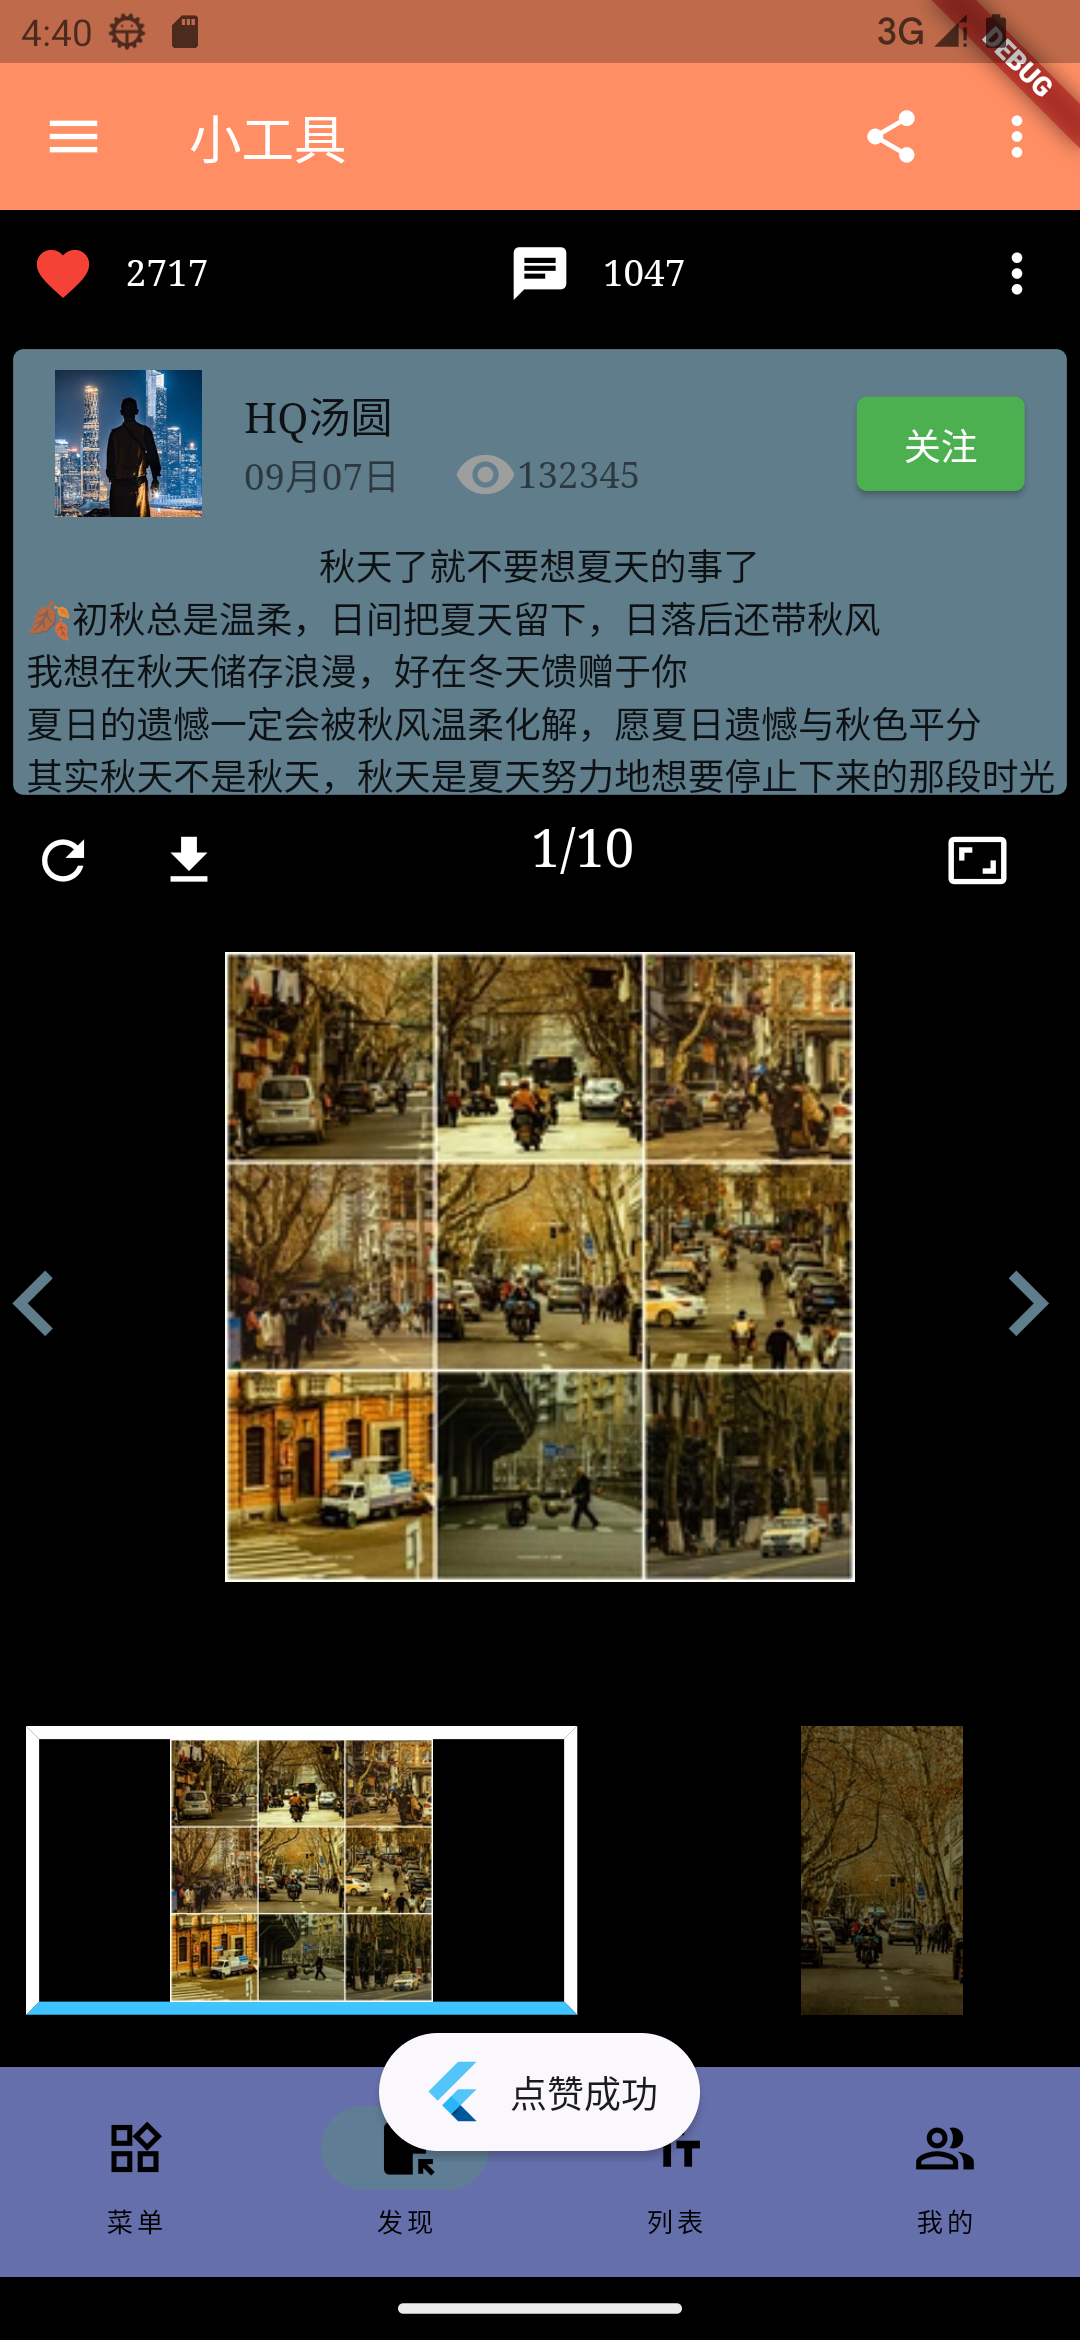 4:40
3G
DEBUG
小工具
2717
1047
HQ汤圆
09月07日
132345
关注
秋天了就不要想夏天的事了
🍂初秋总是温柔，日间把夏天留下，日落后还带秋风
我想在秋天储存浪漫，好在冬天馈赠于你
夏日的遗憾一定会被秋风温柔化解，愿夏日遗憾与秋色平分
其实秋天不是秋天，秋天是夏天努力地想要停止下来的那段时光
1/10
点赞成功
菜单
发现
列表
我的